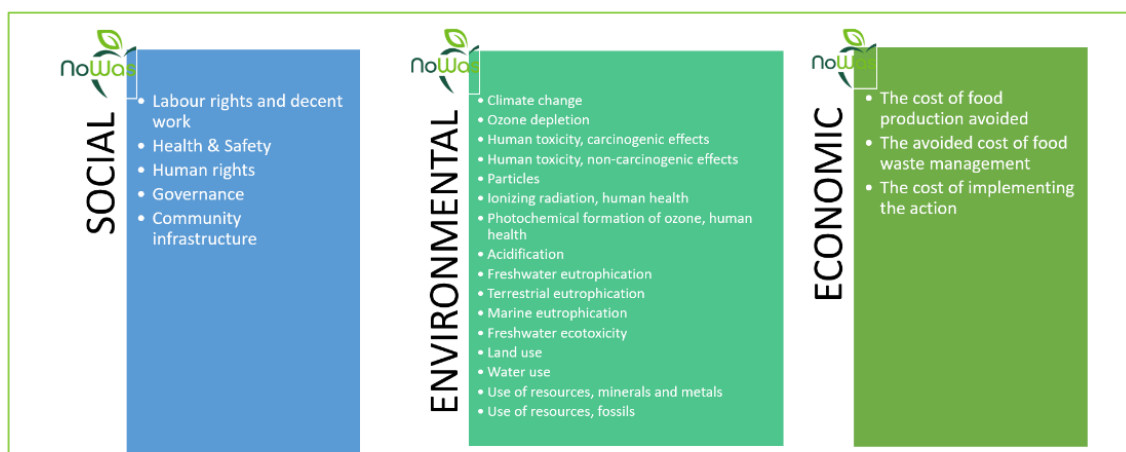 NoWas
SOCIAL
• Labour rights and decent
work
• Health & Safety
• Human rights
• Governance
• Community
infrastructure
NoWas
ENVIRONMENTAL
• Climate change
• Ozone depletion
• Human toxicity, carcinogenic effects
• Human toxicity, non-carcinogenic effects
• Particles
• Ionizing radiation, human health
• Photochemical formation of ozone, human
health
• Acidification
• Freshwater eutrophication
• Terrestrial eutrophication
• Marine eutrophication
• Freshwater ecotoxicity
• Land use
• Water use
• Use of resources, minerals and metals
• Use of resources, fossils
NoWas
ECONOMIC
• The cost of food
production avoided
• The avoided cost of food
waste management
• The cost of implementing
the action